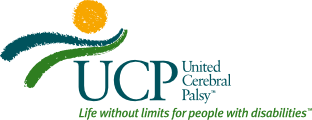 UCP United
Cerebral
Palsy™
Life without limits for people with disabilities™